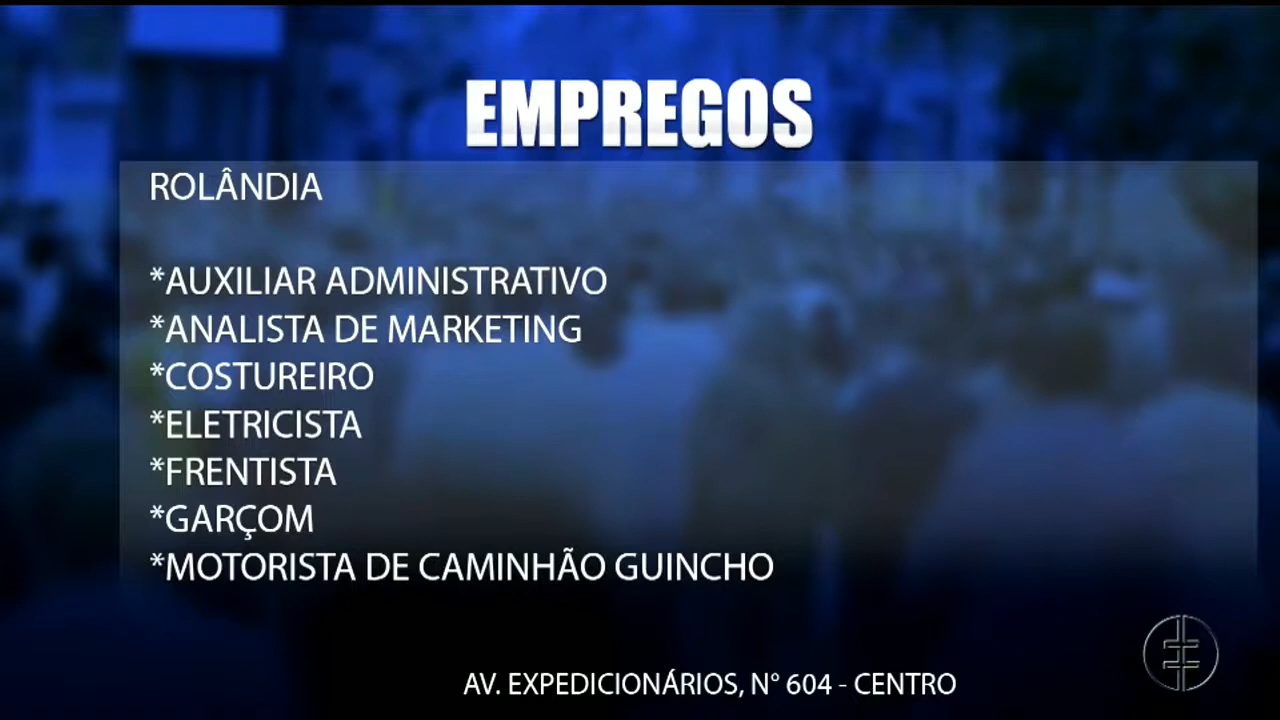 EMPREGOS
ROLÂNDIA
*AUXILIAR ADMINISTRATIVO
*ANALISTA DE MARKETING
*COSTUREIRO
*ELETRICISTA
*FRENTISTA
*GARÇOM
*MOTORISTA DE CAMINHÃO GUINCHO
AV. EXPEDICIONÁRIOS, N° 604 - CENTRO